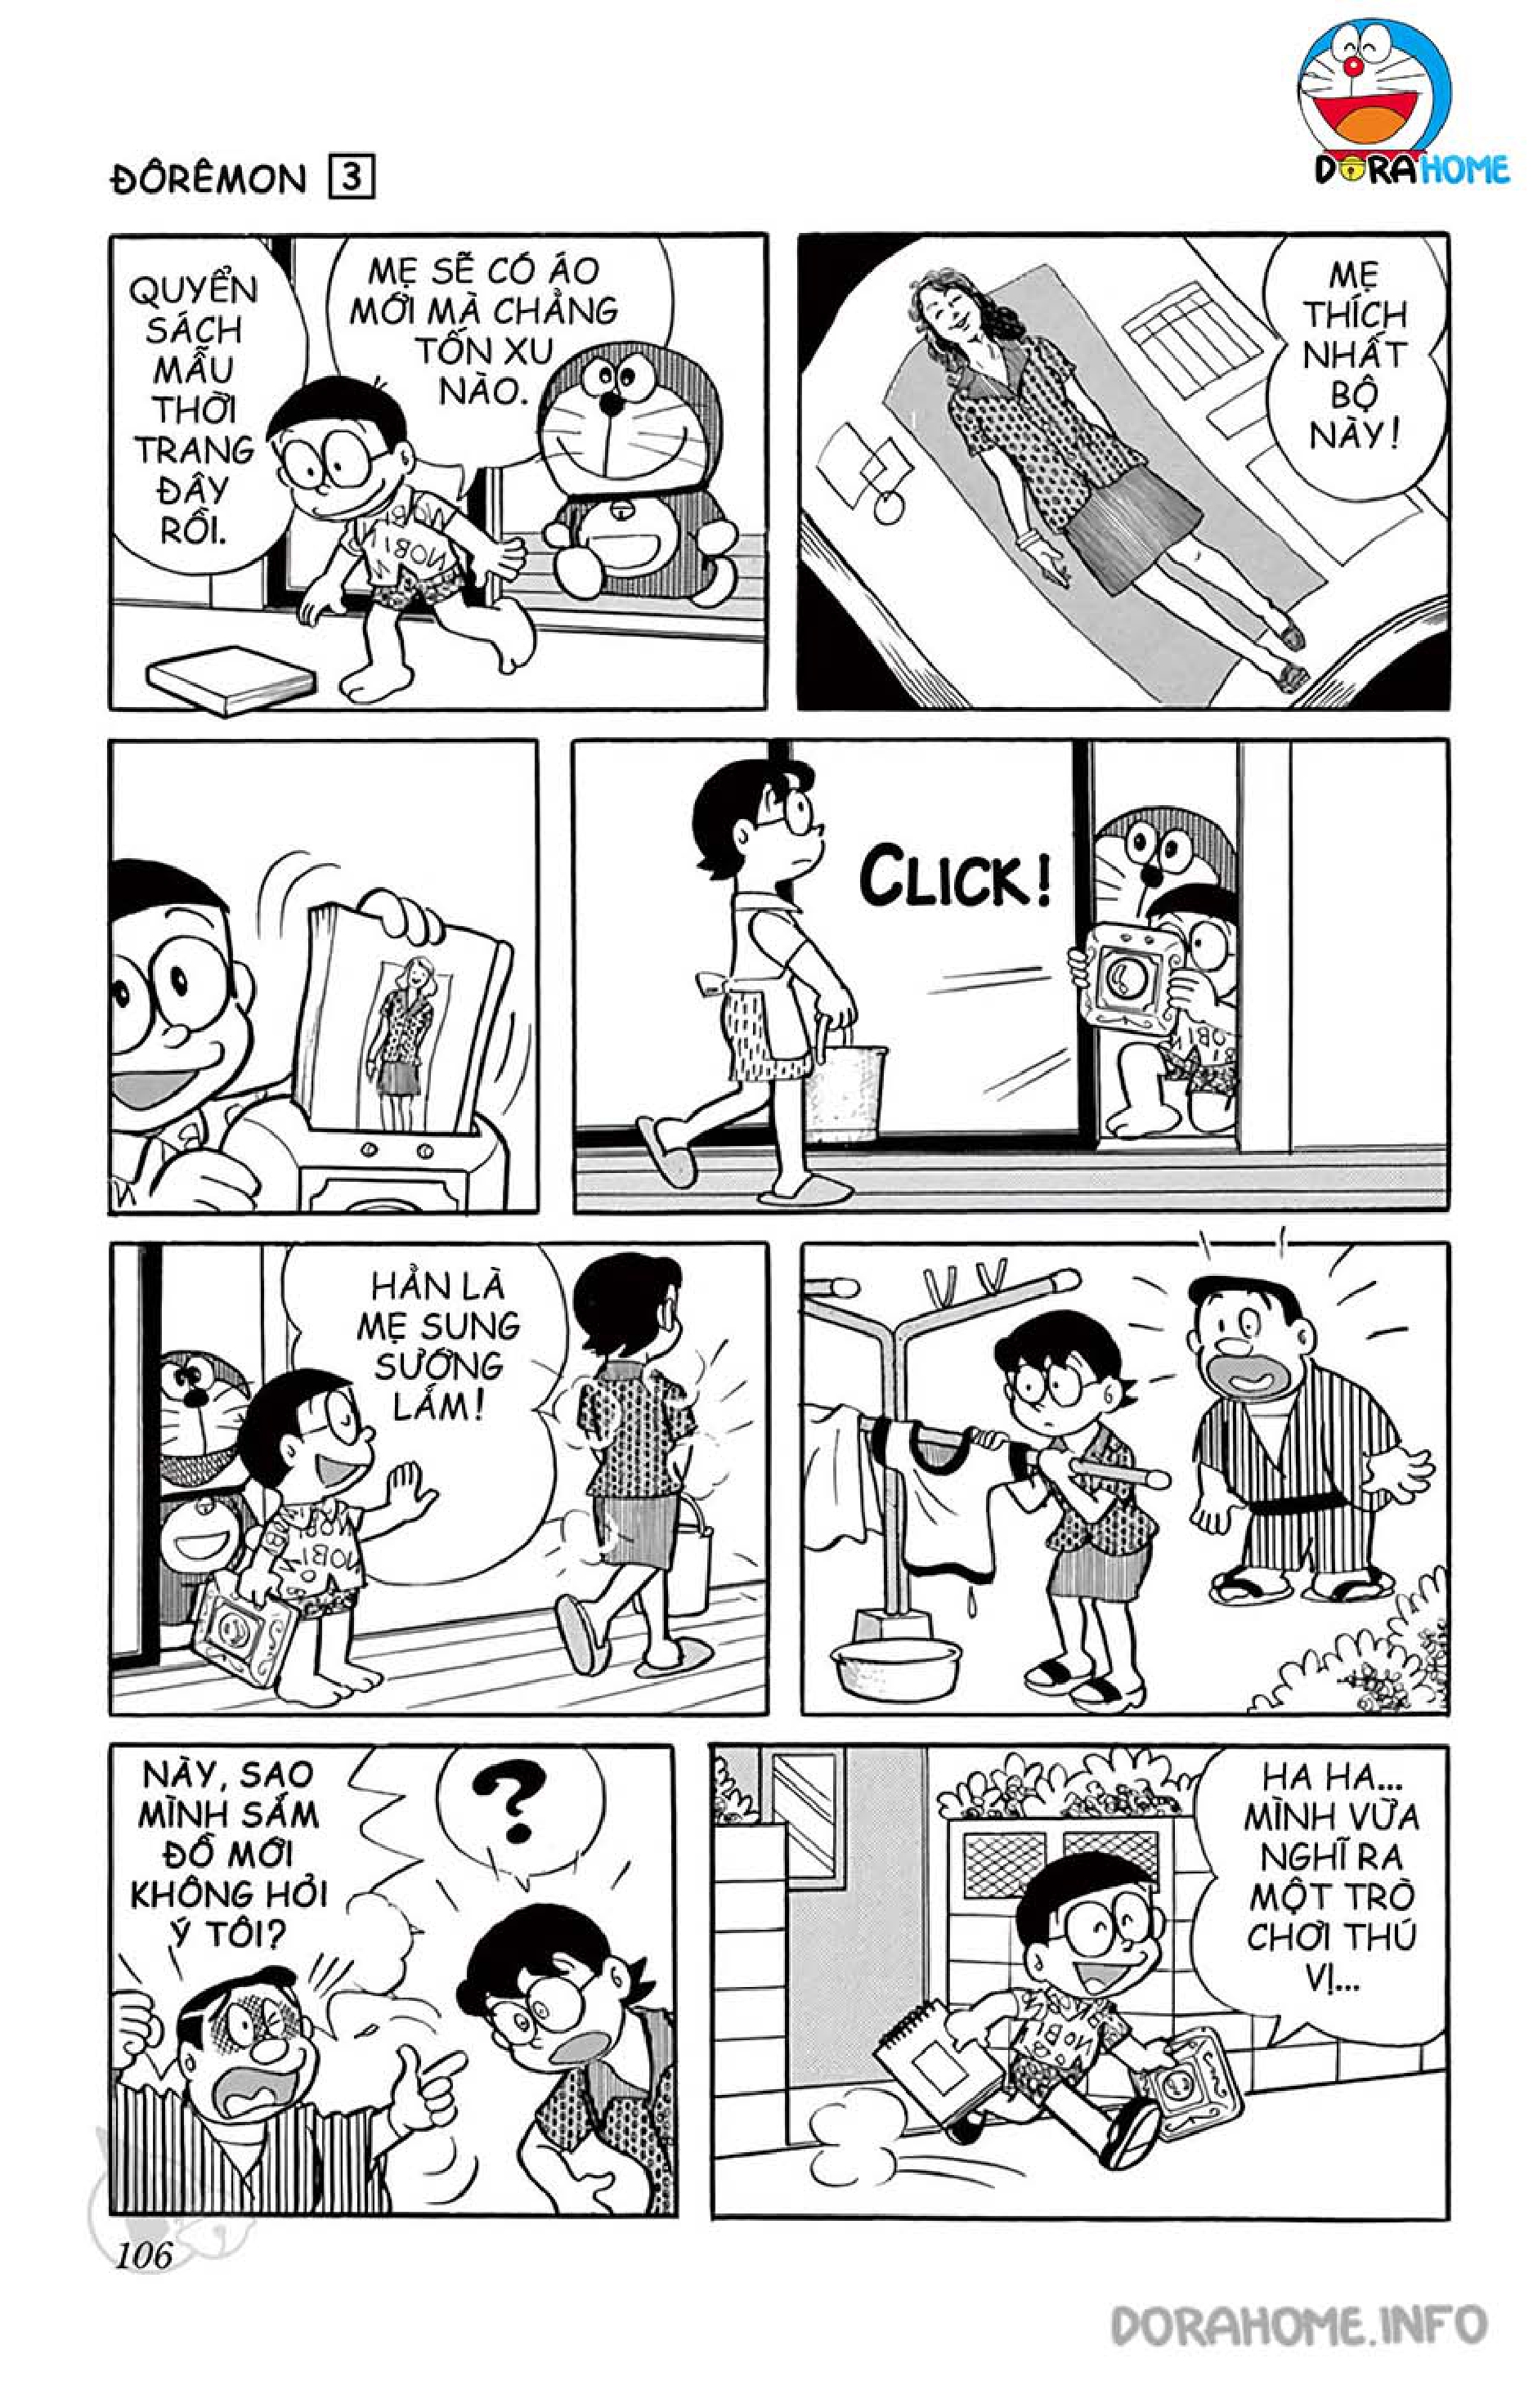 DORAHOME
ĐÔRÊMON 3
QUYỂN
SÁCH
MẪU
THỜI
TRANG
ĐÂY
RỒI.
MẸ SẼ CÓ ÁO
MỚI MÀ CHẲNG
TỐN XU
NÀO.
NOBI
NOBI
MẸ
THÍCH
NHẤT
BỘ
NÀY!
CLICK!
HẲN LÀ
MẸ SUNG
SƯỚNG
LẮM!
NÀY, SAO
MÌNH SẮM
ĐỒ MỚI
KHÔNG HỎI
Ý TÔI?
?
HA HA...
MÌNH VỪA
NGHĨ RA
MỘT TRÒ
CHƠI THÚ
VỊ...
106
DORAHOME.INFO